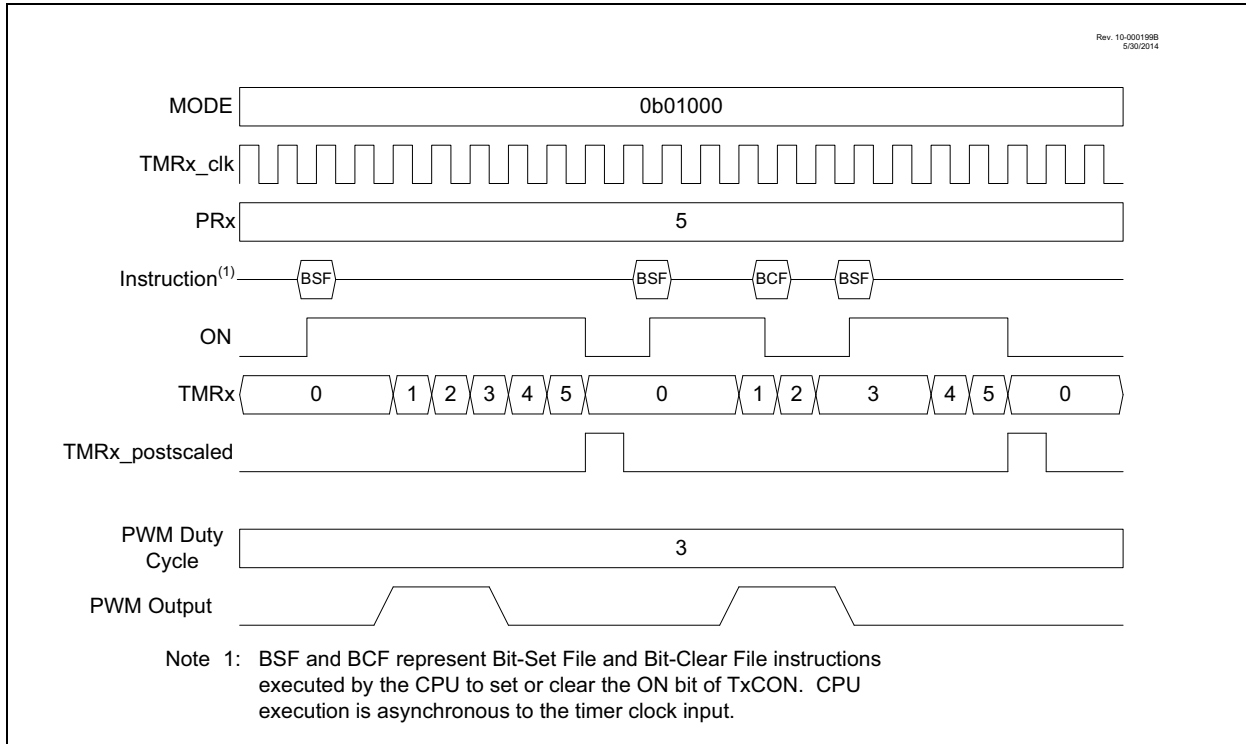 Rev. 10-000199B
5/30/2014
MODE 0b01000
TMRx_clk
PRx 5
Instruction(1) BSF BSF BCF BSF
ON
TMRx 0 1 2 3 4 5 0 1 2 3 4 5 0
TMRx_postscaled
PWM Duty
Cycle 3
PWM Output
Note 1: BSF and BCF represent Bit-Set File and Bit-Clear File instructions
executed by the CPU to set or clear the ON bit of TxCON. CPU
execution is asynchronous to the timer clock input.